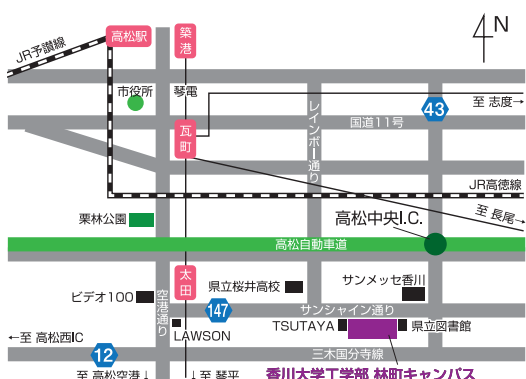 JR予讃線
高松駅
築港
N
市役所
琴電
レインボー通り
43
至 志度→
国道11号
瓦町
JR高徳線
至 長尾→
栗林公園
高松中央I.C.
高松自動車道
太田
県立桜井高校
サンメッセ香川
ビデオ100
空港通り
147
サンシャイン通り
LAWSON
TSUTAYA
県立図書館
←至 高松西IC
12
三木国分寺線
至 高松空港↓
↓至 琴平
香川大学工学部 林町キャンパス